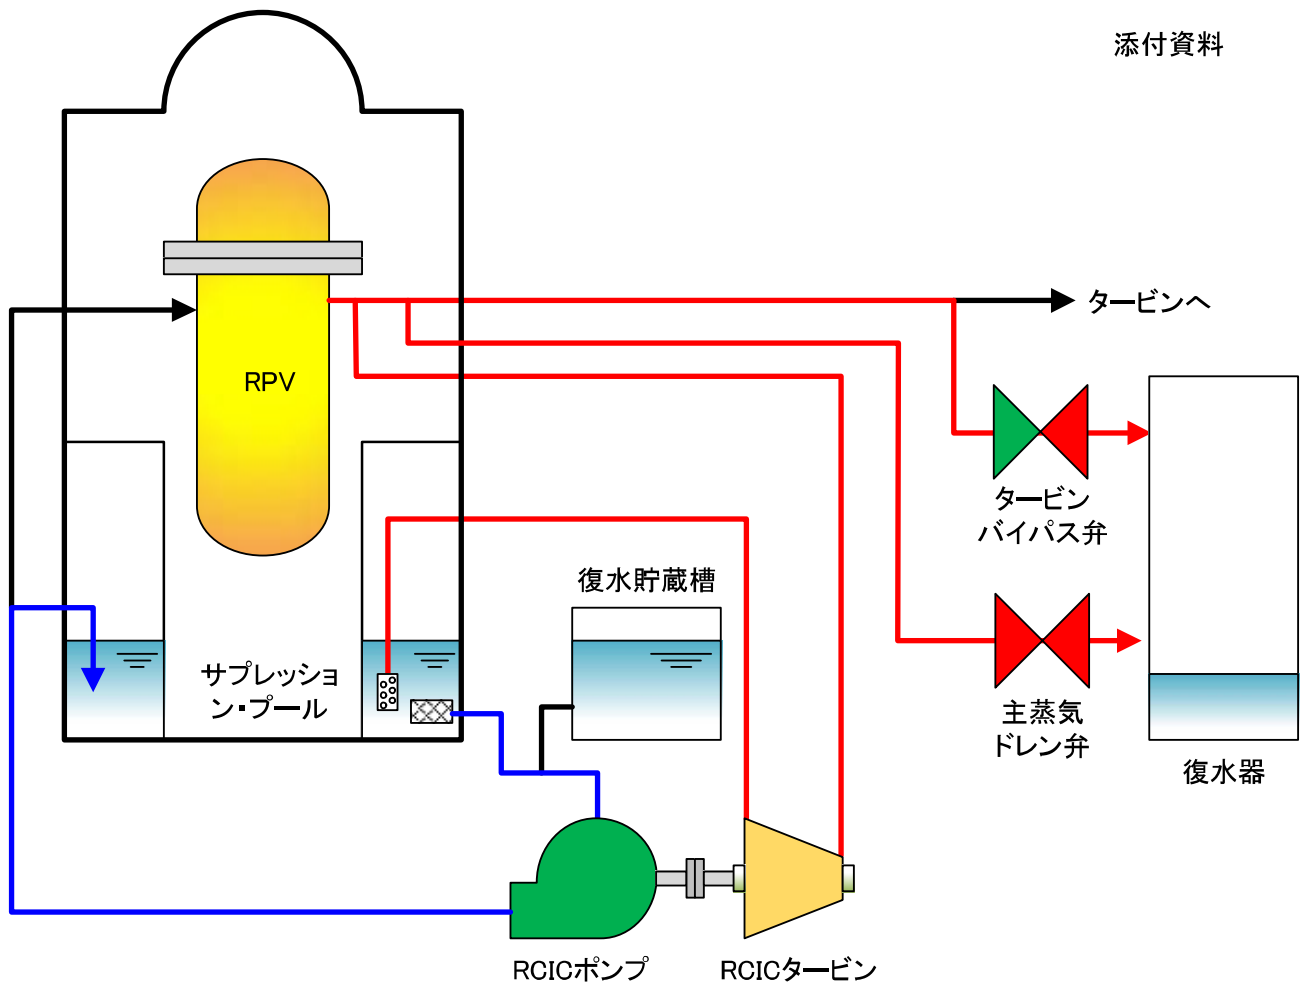 添付資料
タービンへ
RPV
タービン
バイパス弁
復水貯蔵槽
サプレッショ
ン・プール
主蒸気
ドレン弁
復水器
RCICポンプ
RCICタービン